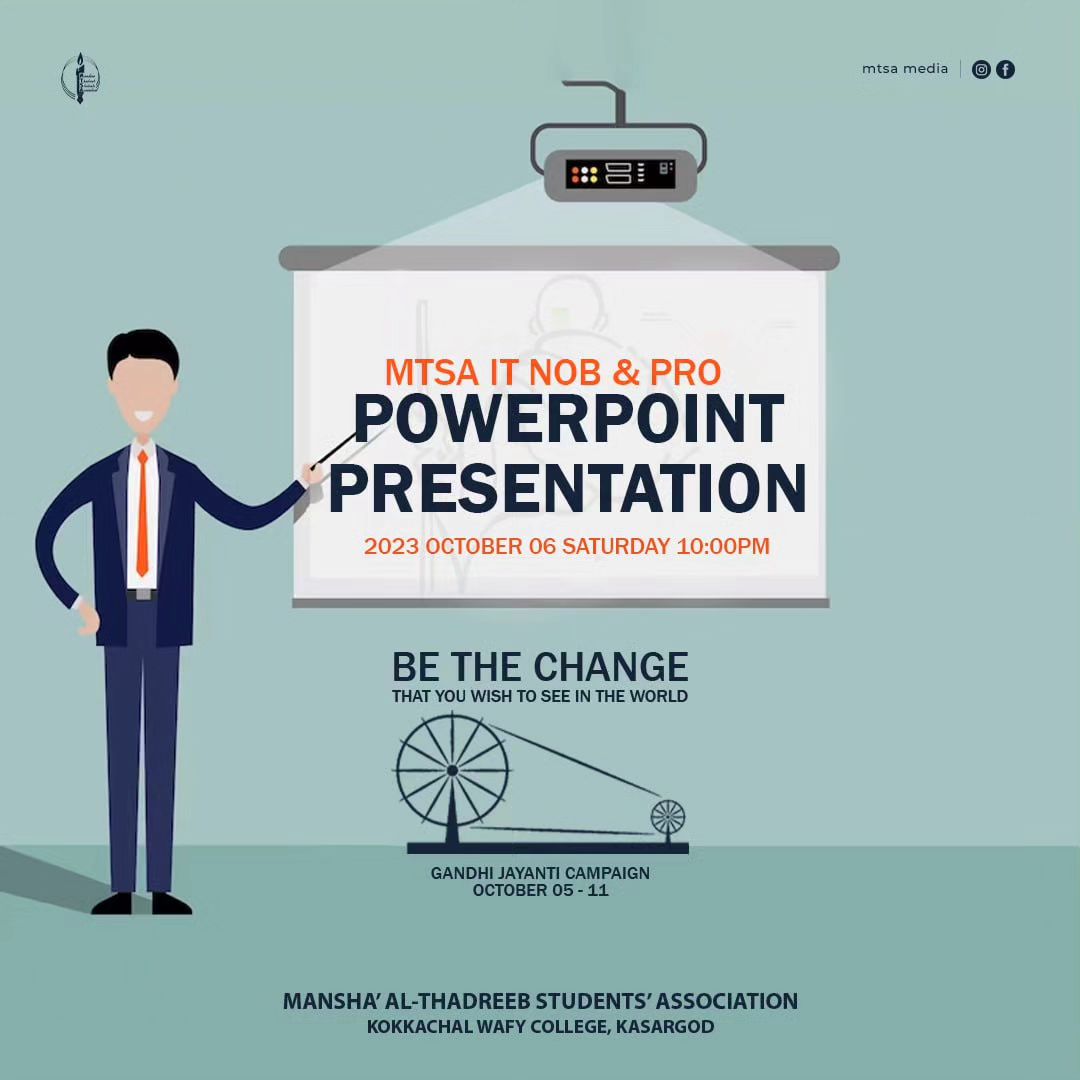 mtsa media
MTSA IT NOB & PRO
POWERPOINT
PRESENTATION
2023 OCTOBER 06 SATURDAY 10:00PM
BE THE CHANGE
THAT YOU WISH TO SEE IN THE WORLD
GANDHI JAYANTI CAMPAIGN
OCTOBER 05 - 11
MANSHA' AL-THADREEB STUDENTS' ASSOCIATION
KOKKACHAL WAFY COLLEGE, KASARGOD